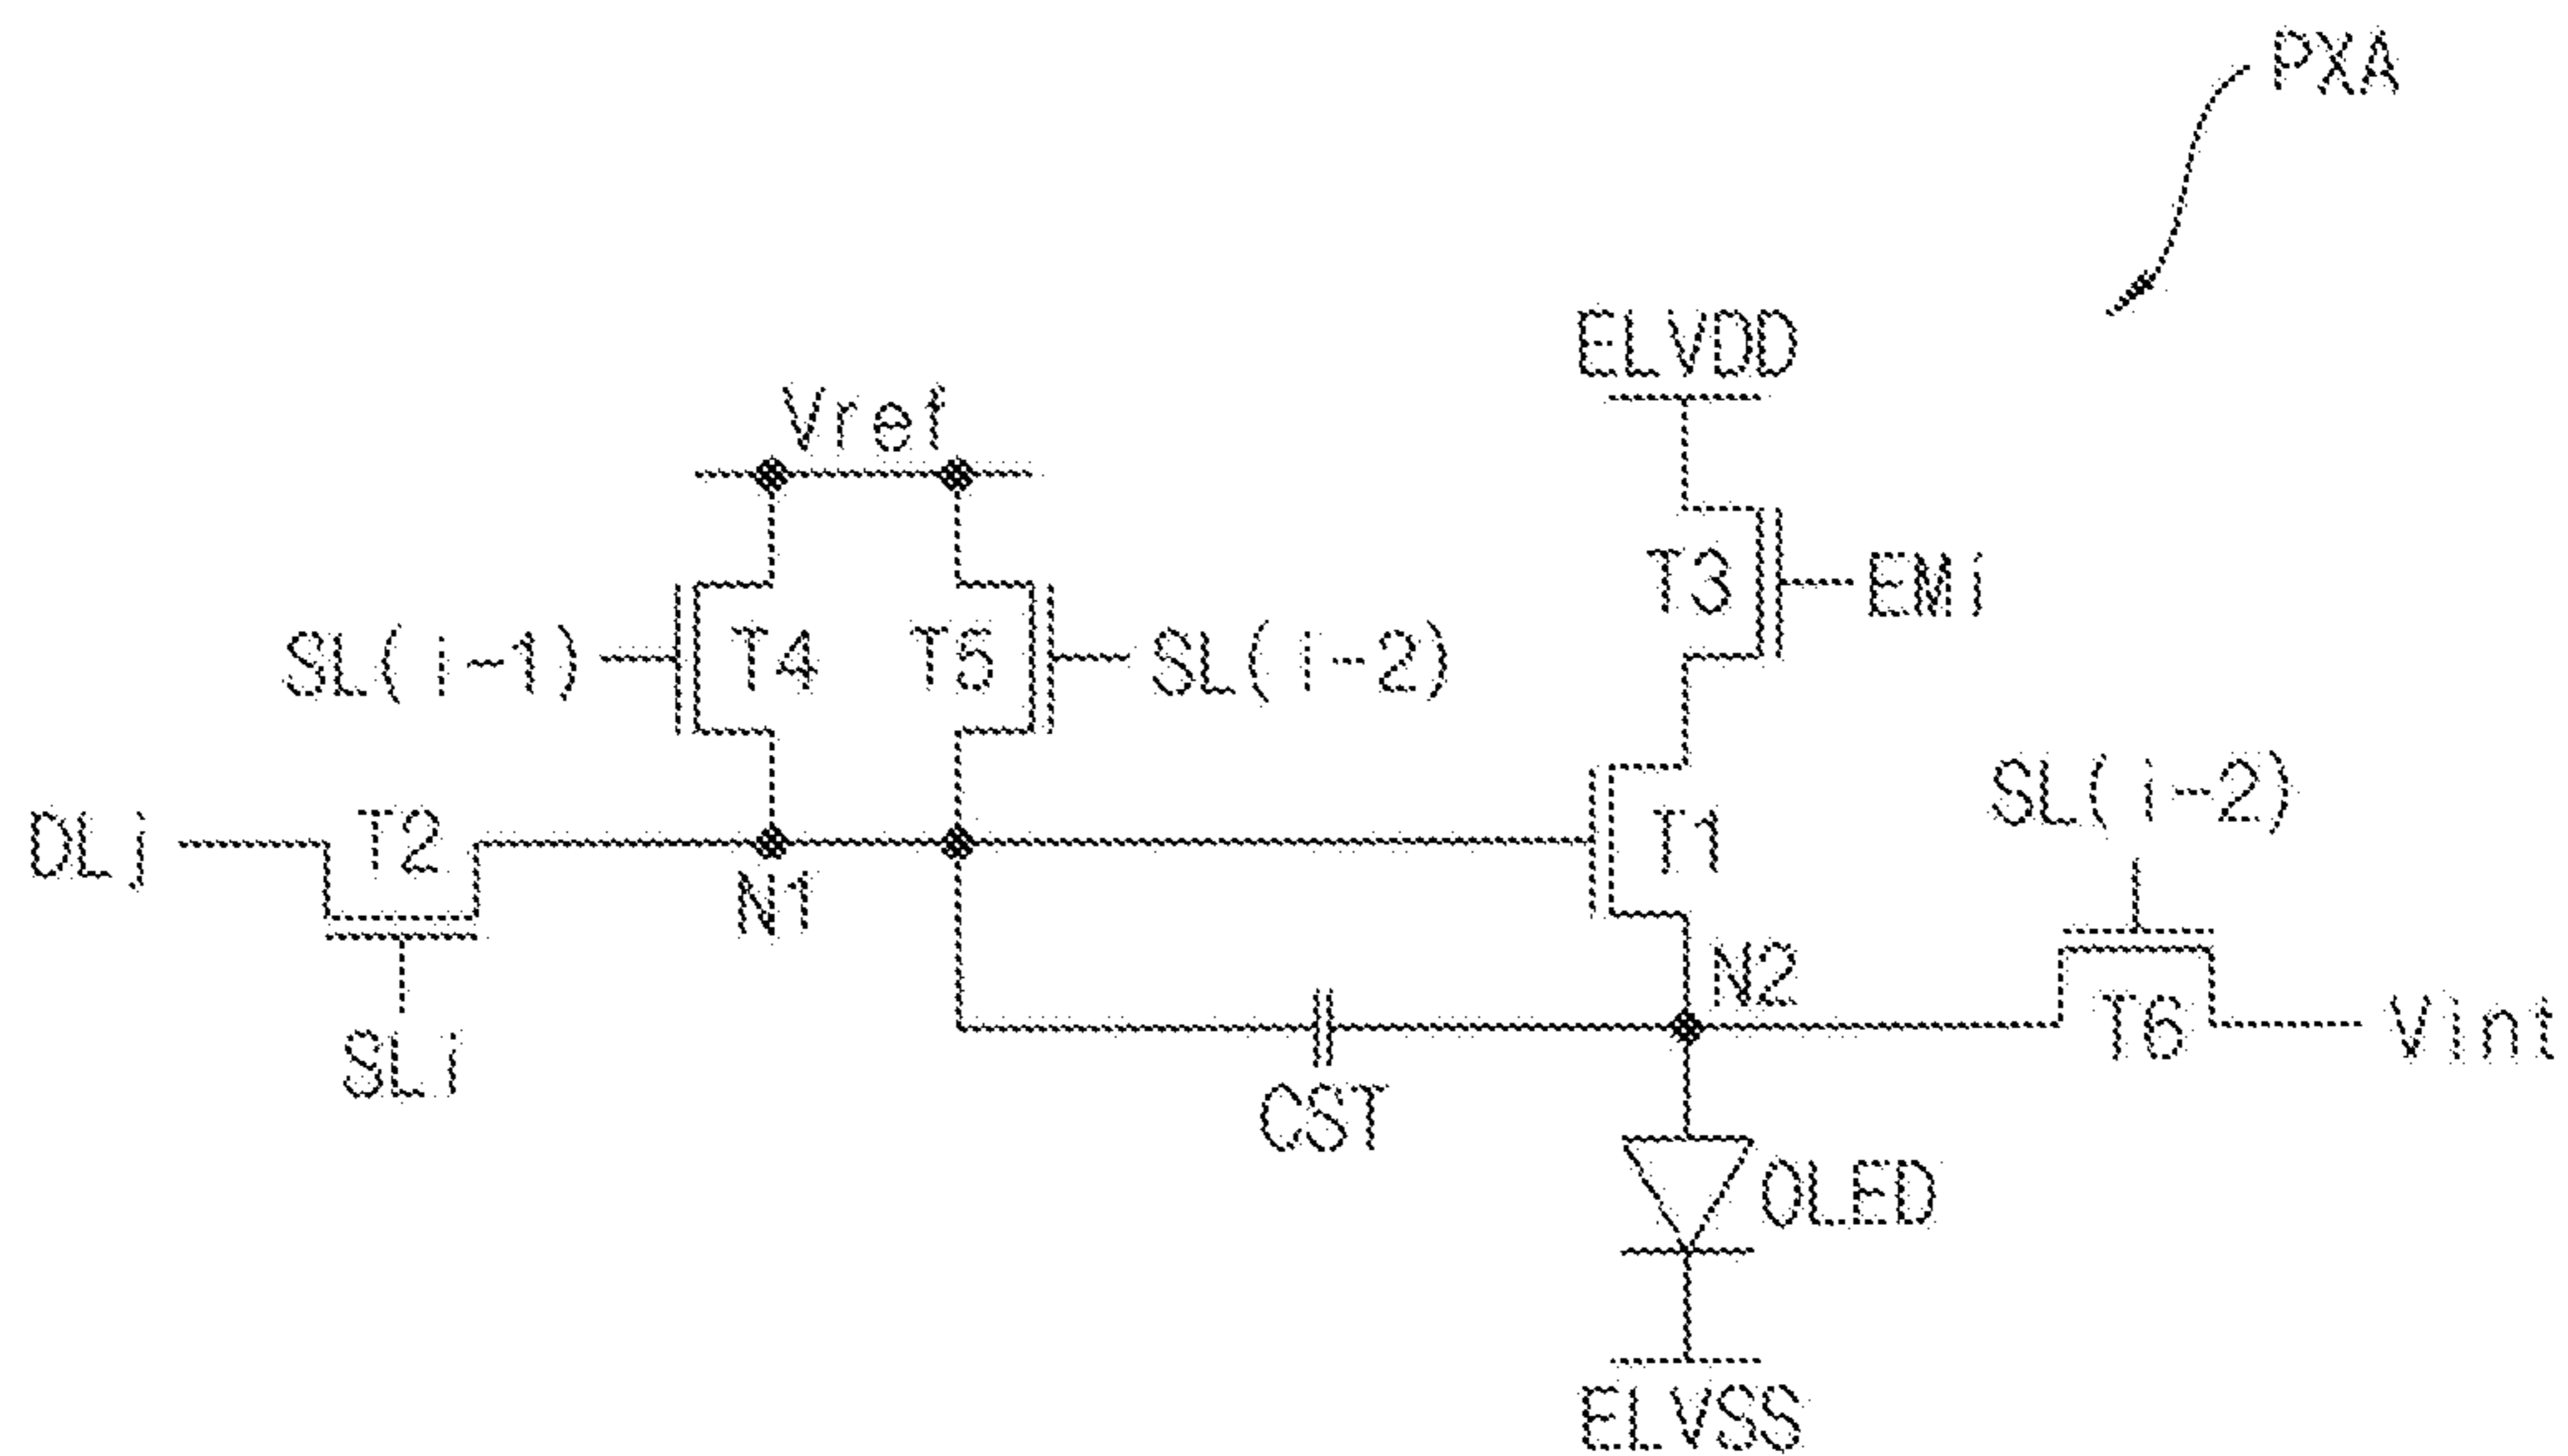 PXA
ELVDD
Vref
T3
EMi
SL(i-1)
T4
T5
SL(i-2)
SL(i-2)
DLj
T2
T1
N1
N2
SLi
T6
Vint
CST
OLED
ELVSS